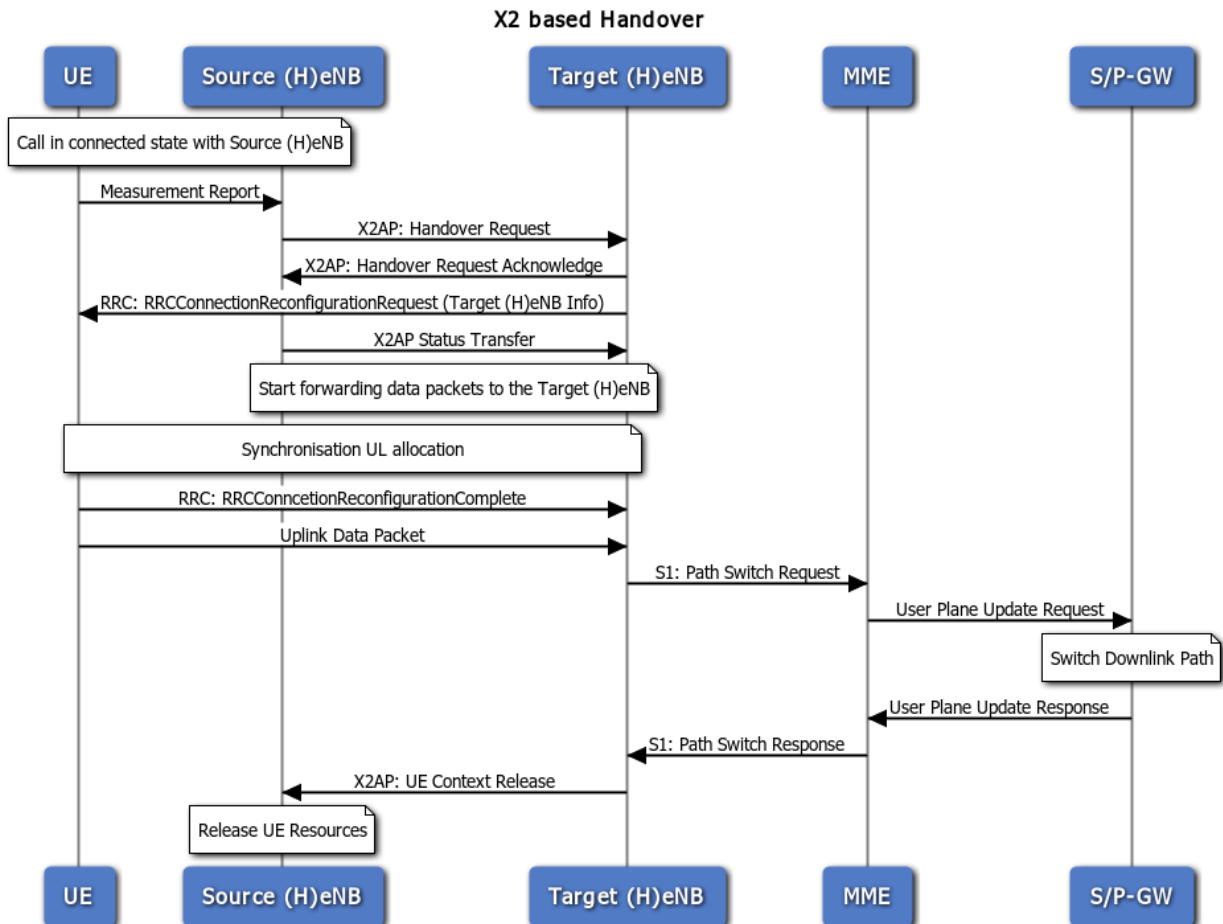 X2 based Handover
UE
Source (H)eNB
Target (H)eNB
MME
S/P-GW
Call in connected state with Source (H)eNB
Measurement Report
X2AP: Handover Request
X2AP: Handover Request Acknowledge
RRC: RRCConnectionReconfigurationRequest (Target (H)eNB Info)
X2AP Status Transfer
Start forwarding data packets to the Target (H)eNB
Synchronisation UL allocation
RRC: RRCConncetionReconfigurationComplete
Uplink Data Packet
S1: Path Switch Request
User Plane Update Request
Switch Downlink Path
User Plane Update Response
S1: Path Switch Response
X2AP: UE Context Release
Release UE Resources
UE
Source (H)eNB
Target (H)eNB
MME
S/P-GW